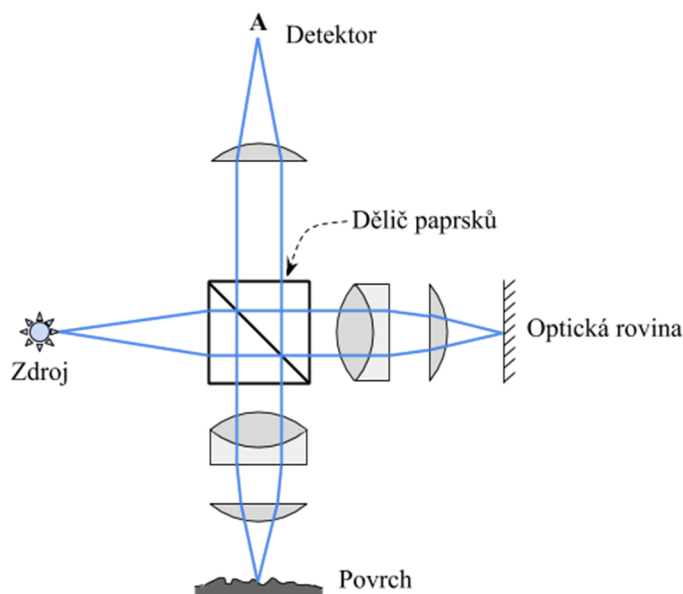 A
Detektor
Dělič paprsků
Optická rovina
Zdroj
Povrch